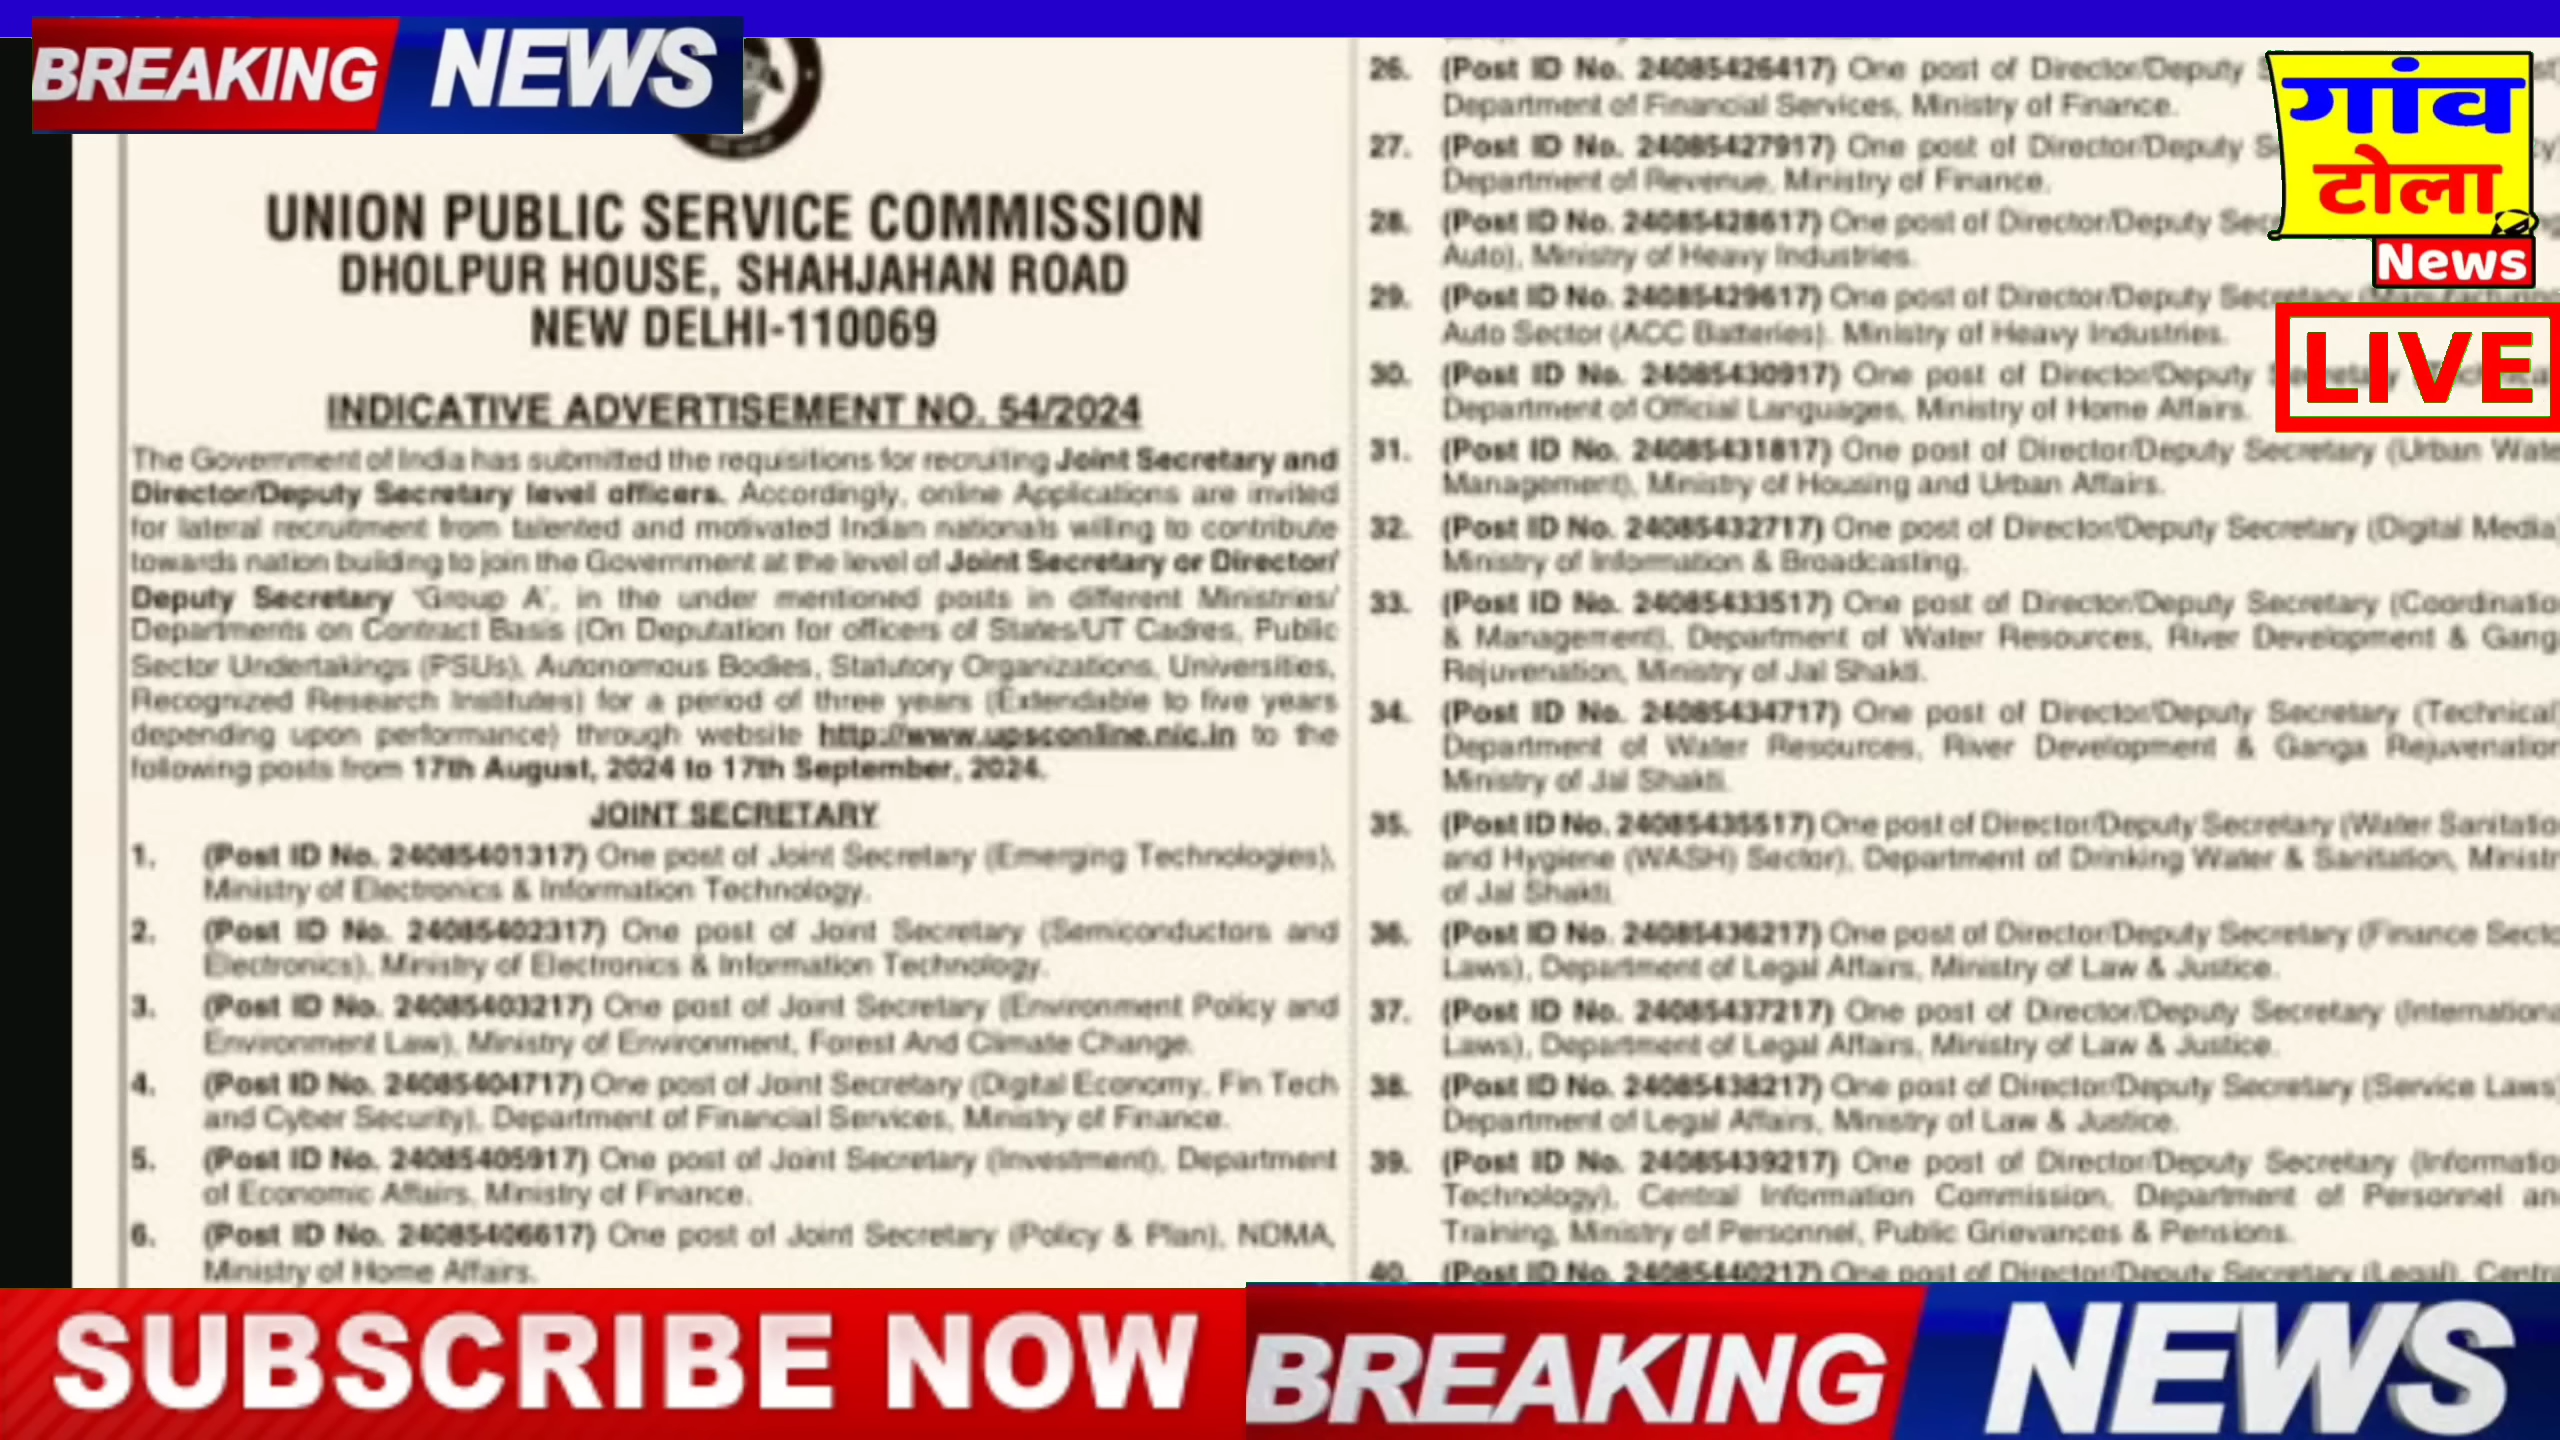 BREAKING NEWS
UNION PUBLIC SERVICE COMMISSION
DHOLPUR HOUSE, SHAHJAHAN ROAD
NEW DELHI-110069
INDICATIVE ADVERTISEMENT NO. 54/2024
The Government of India has submitted the requisitions for recruiting Joint Secretary and
Director/Deputy Secretary level officers. Accordingly, online Applications are invited
for lateral recruitment from talented and motivated Indian nationals willing to contribute
towards nation building to join the Government at the level of Joint Secretary or Director/
Deputy Secretary 'Group A', in the under mentioned posts in different Ministries/
Departments on Contract Basis (On Deputation for officers of States/UT Cadres, Public
Sector Undertakings (PSUs), Autonomous Bodies, Statutory Organizations, Universities,
Recognized Research Institutes) for a period of three years (Extendable to five years
depending upon performance) through website http://www.upsconline.nic.in to the
following posts from 17th August, 2024 to 17th September, 2024.
JOINT SECRETARY
1. (Post ID No. 24085401317) One post of Joint Secretary (Emerging Technologies),
Ministry of Electronics & Information Technology.
2. (Post ID No. 24085402317) One post of Joint Secretary (Semiconductors and
Electronics), Ministry of Electronics & Information Technology.
3. (Post ID No. 24085403217) One post of Joint Secretary (Environment Policy and
Environment Law), Ministry of Environment, Forest And Climate Change.
4. (Post ID No. 24085404717) One post of Joint Secretary (Digital Economy, Fin Tech
and Cyber Security), Department of Financial Services, Ministry of Finance.
5. (Post ID No. 24085405917) One post of Joint Secretary (Investment), Department
of Economic Affairs, Ministry of Finance.
6. (Post ID No. 24085406617) One post of Joint Secretary (Policy & Plan), NDMA,
Ministry of Home Affairs.
26. (Post ID No. 24085426417) One post of Director/Deputy
Department of Financial Services, Ministry of Finance.
27. (Post ID No. 24085427917) One post of Director/Deputy
Department of Revenue, Ministry of Finance.
28. (Post ID No. 24085428617) One post of Director/Deputy
Auto), Ministry of Heavy Industries.
29. (Post ID No. 24085429617) One post of Director/Deputy Secretary (Manufacturing
Auto Sector (ACC Batteries). Ministry of Heavy Industries.
30. (Post ID No. 24085430917) One post of Director/Deputy
Department of Official Languages, Ministry of Home Affairs.
31. (Post ID No. 24085431817) One post of Director/Deputy Secretary (Urban Wate
Management), Ministry of Housing and Urban Affairs.
32. (Post ID No. 24085432717) One post of Director/Deputy Secretary (Digital Media)
Ministry of Information & Broadcasting.
33. (Post ID No. 24085433517) One post of Director/Deputy Secretary (Coordinatio
& Management), Department of Water Resources, River Development & Ganga
Rejuvenation, Ministry of Jal Shakti.
34. (Post ID No. 24085434717) One post of Director/Deputy Secretary (Technical)
Department of Water Resources, River Development & Ganga Rejuvenation
Ministry of Jal Shakti.
35. (Post ID No. 24085435517) One post of Director/Deputy Secretary (Water Sanitatio
and Hygiene (WASH) Sector), Department of Drinking Water & Sanitation, Ministr
of Jal Shakti.
36. (Post ID No. 24085436217) One post of Director/Deputy Secretary (Finance Secto
Laws), Department of Legal Affairs, Ministry of Law & Justice.
37. (Post ID No. 24085437217) One post of Director/Deputy Secretary (Internationa
Laws), Department of Legal Affairs, Ministry of Law & Justice.
38. (Post ID No. 24085438217) One post of Director/Deputy Secretary (Service Laws)
Department of Legal Affairs, Ministry of Law & Justice.
39. (Post ID No. 24085439217) One post of Director/Deputy Secretary (Informatio
Technology), Central Information Commission, Department of Personnel an
Training, Ministry of Personnel, Public Grievances & Pensions.
40. (Post ID No. 24085440217) One post of Director/Deputy Secretary (Legal), Centra
गांव
टोला
News
LIVE
SUBSCRIBE NOW
BREAKING NEWS